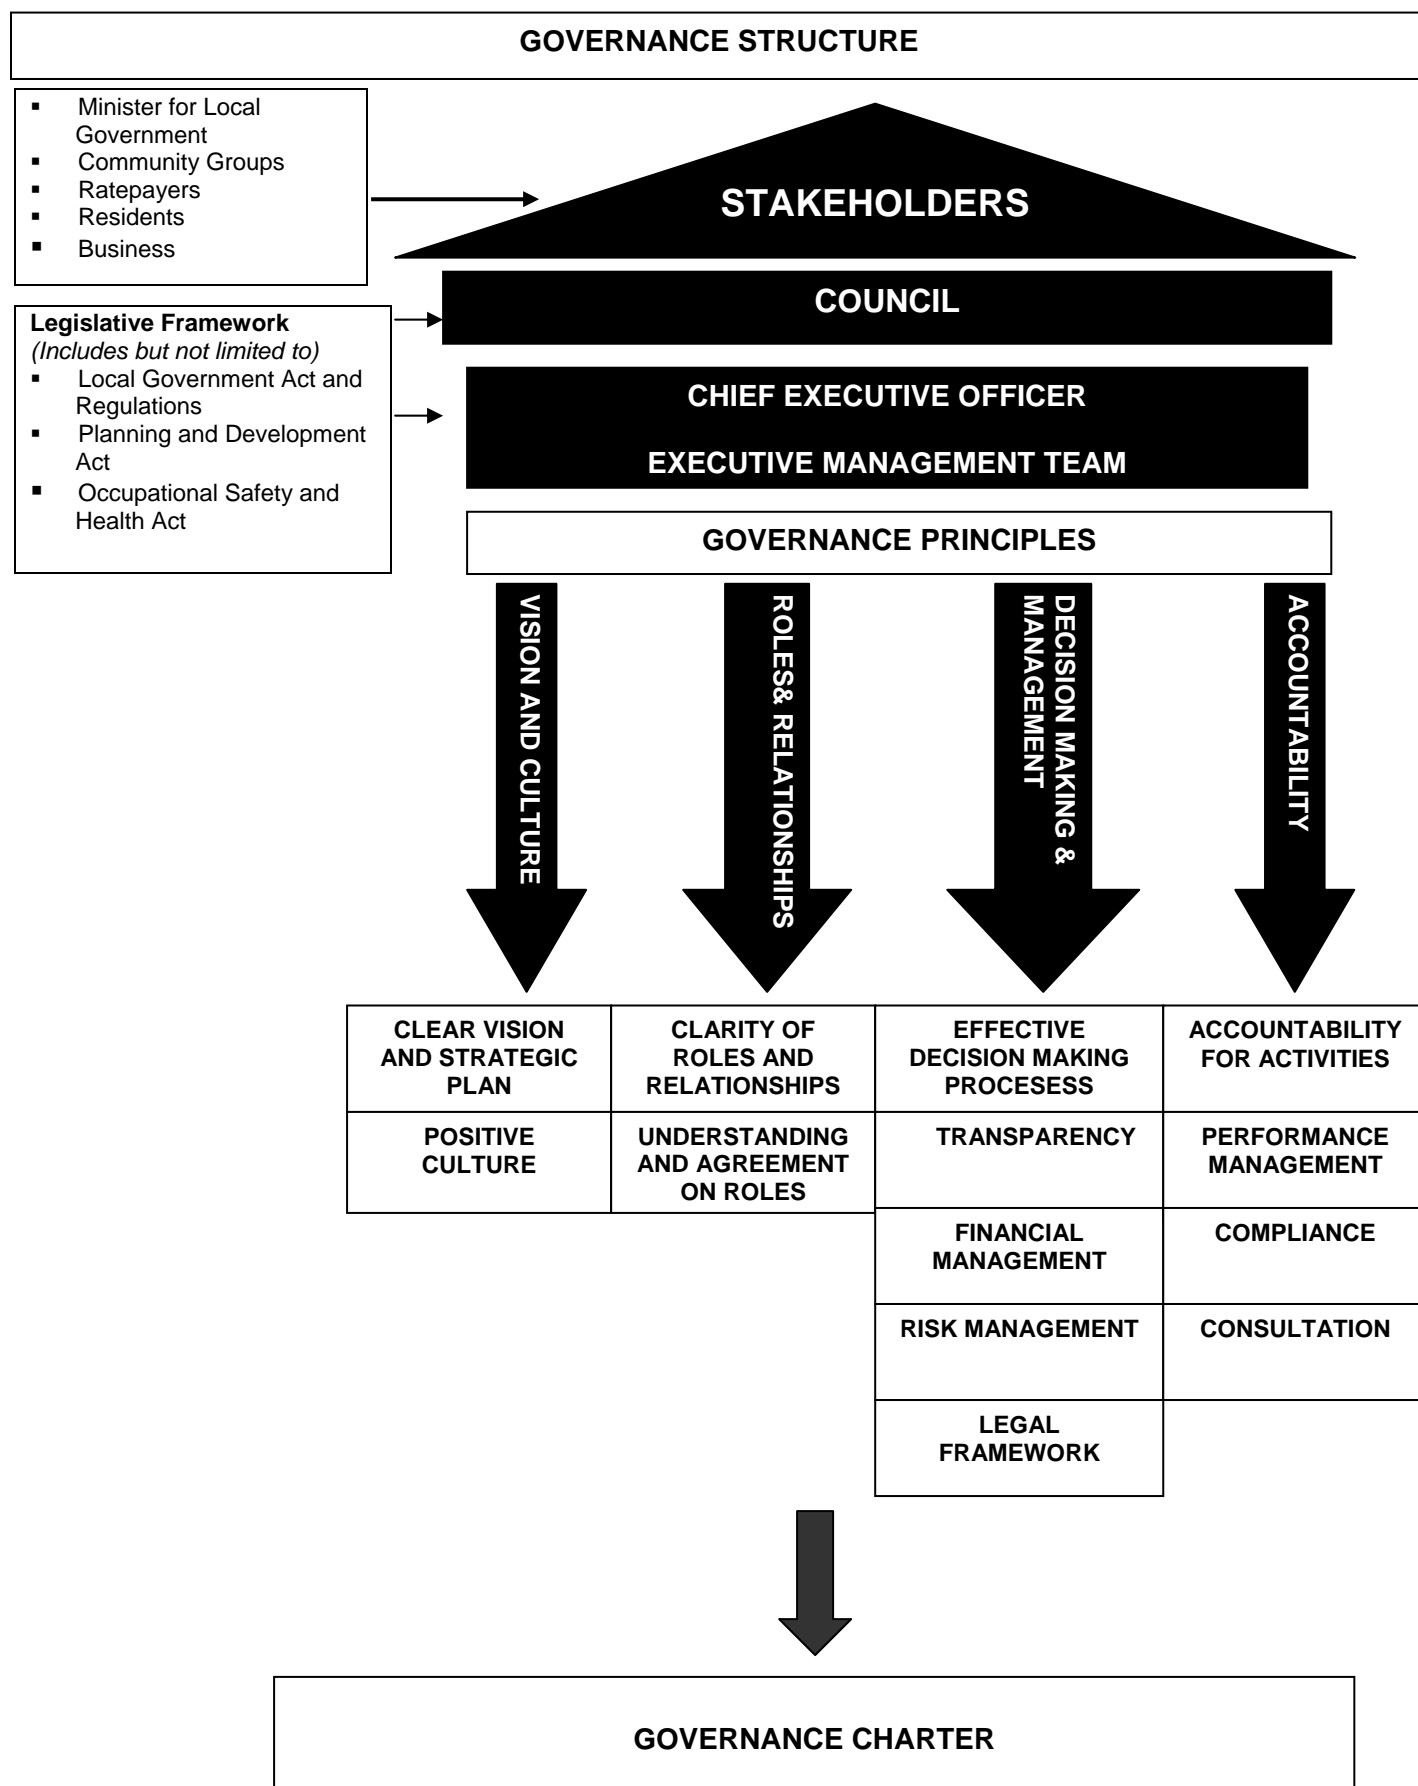 GOVERNANCE STRUCTURE
▪ Minister for Local
Government
▪ Community Groups
▪ Ratepayers
▪ Residents
▪ Business
STAKEHOLDERS
COUNCIL
Legislative Framework
(Includes but not limited to)
▪ Local Government Act and
Regulations
▪ Planning and Development
Act
▪ Occupational Safety and
Health Act
CHIEF EXECUTIVE OFFICER
EXECUTIVE MANAGEMENT TEAM
GOVERNANCE PRINCIPLES
VISION AND CULTURE
ROLES& RELATIONSHIPS
DECISION MAKING &
MANAGEMENT
ACCOUNTABILITY
CLEAR VISION
AND STRATEGIC
PLAN
CLARITY OF
ROLES AND
RELATIONSHIPS
EFFECTIVE
DECISION MAKING
PROCESESS
ACCOUNTABILITY
FOR ACTIVITIES
POSITIVE
CULTURE
UNDERSTANDING
AND AGREEMENT
ON ROLES
TRANSPARENCY
PERFORMANCE
MANAGEMENT
FINANCIAL
MANAGEMENT
COMPLIANCE
RISK MANAGEMENT
CONSULTATION
LEGAL
FRAMEWORK
GOVERNANCE CHARTER